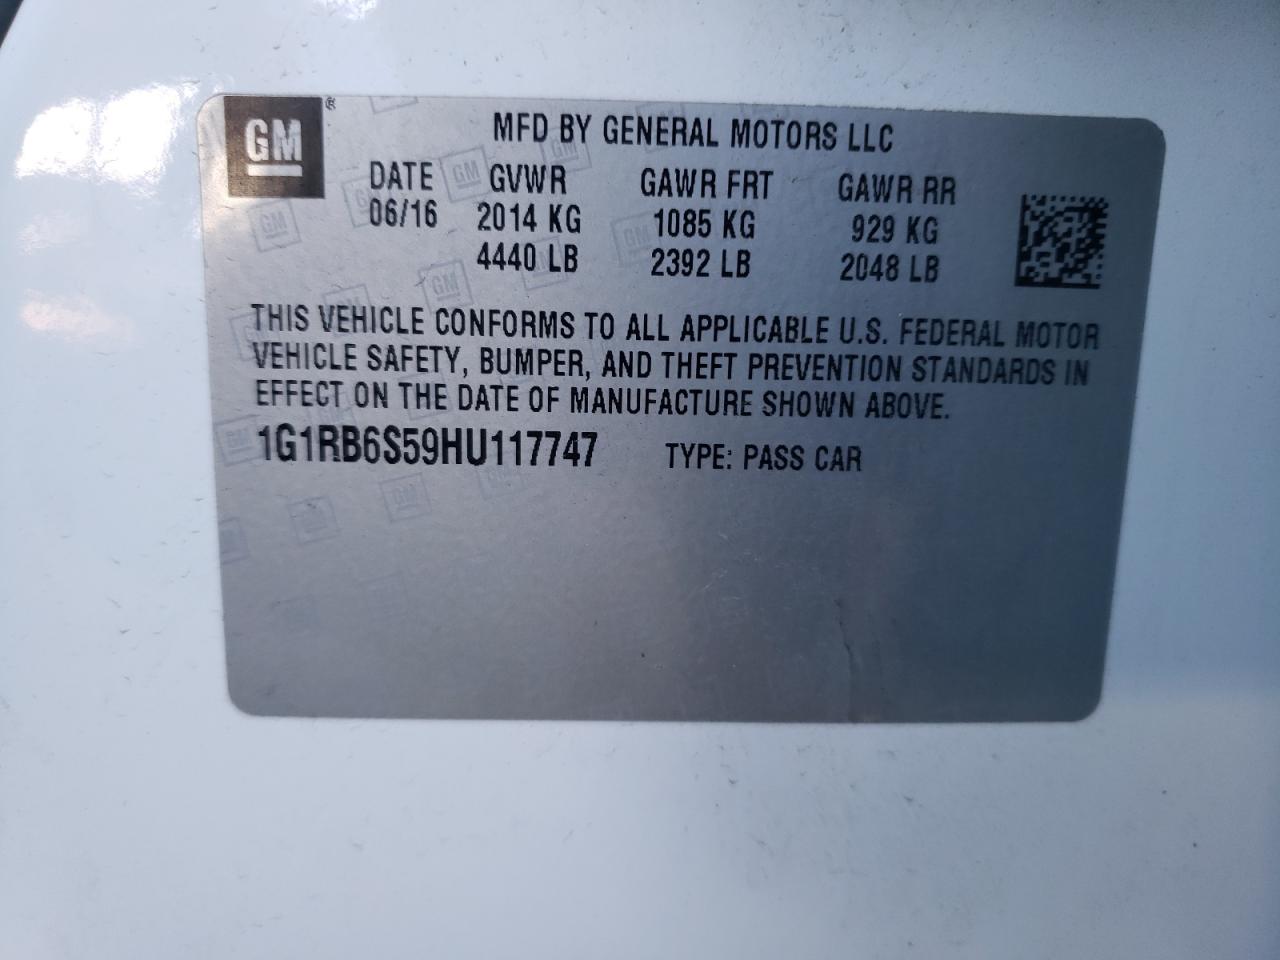 GM ®
MFD BY GENERAL MOTORS LLC
DATE GVWR GAWR FRT GAWR RR
06/16 2014 KG 1085 KG 929 KG
4440 LB 2392 LB 2048 LB
THIS VEHICLE CONFORMS TO ALL APPLICABLE U.S. FEDERAL MOTOR
VEHICLE SAFETY, BUMPER, AND THEFT PREVENTION STANDARDS IN
EFFECT ON THE DATE OF MANUFACTURE SHOWN ABOVE.
1G1RB6S59HU117747 TYPE: PASS CAR